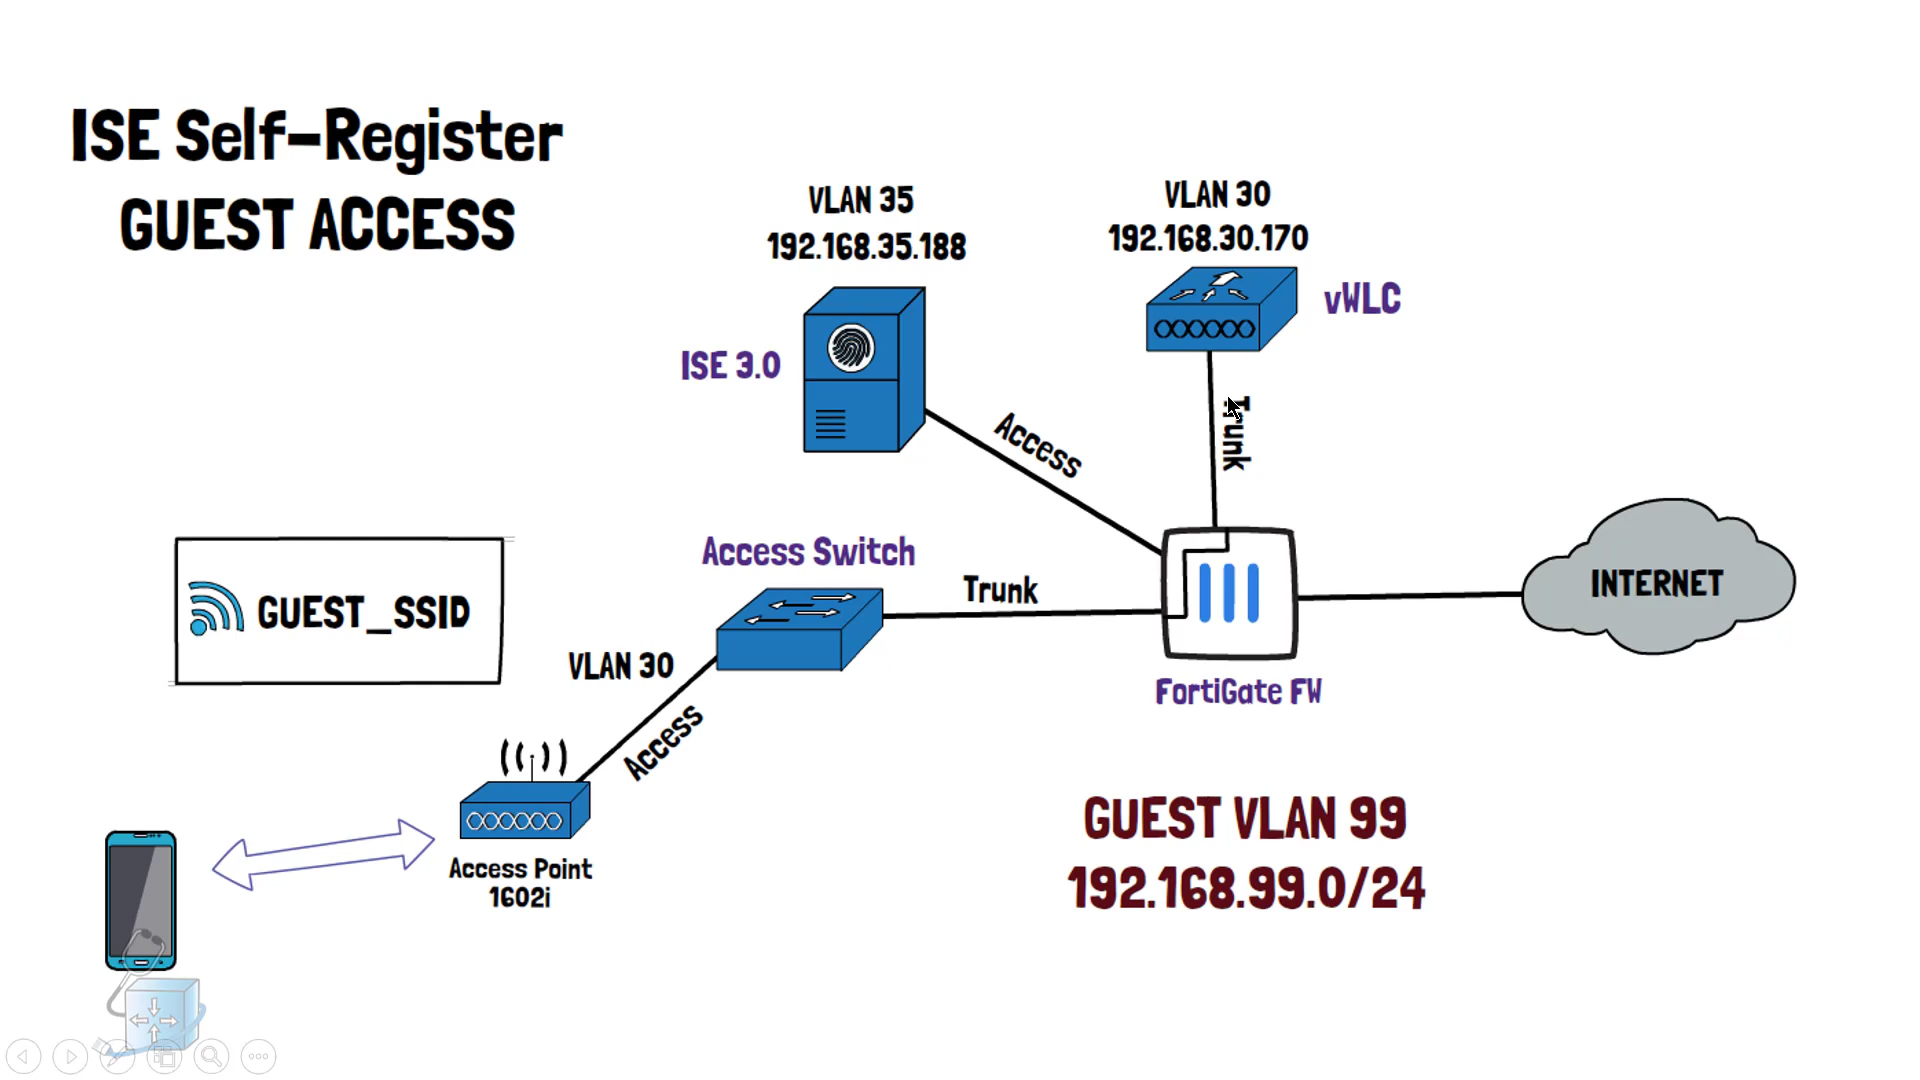 ISE Self-Register
GUEST ACCESS
VLAN 35
192.168.35.188
VLAN 30
192.168.30.170
vWLC
ISE 3.0
Access
Trunk
Access Switch
Trunk
GUEST_SSID
INTERNET
VLAN 30
Access
FortiGate FW
Access Point
1602i
GUEST VLAN 99
192.168.99.0/24